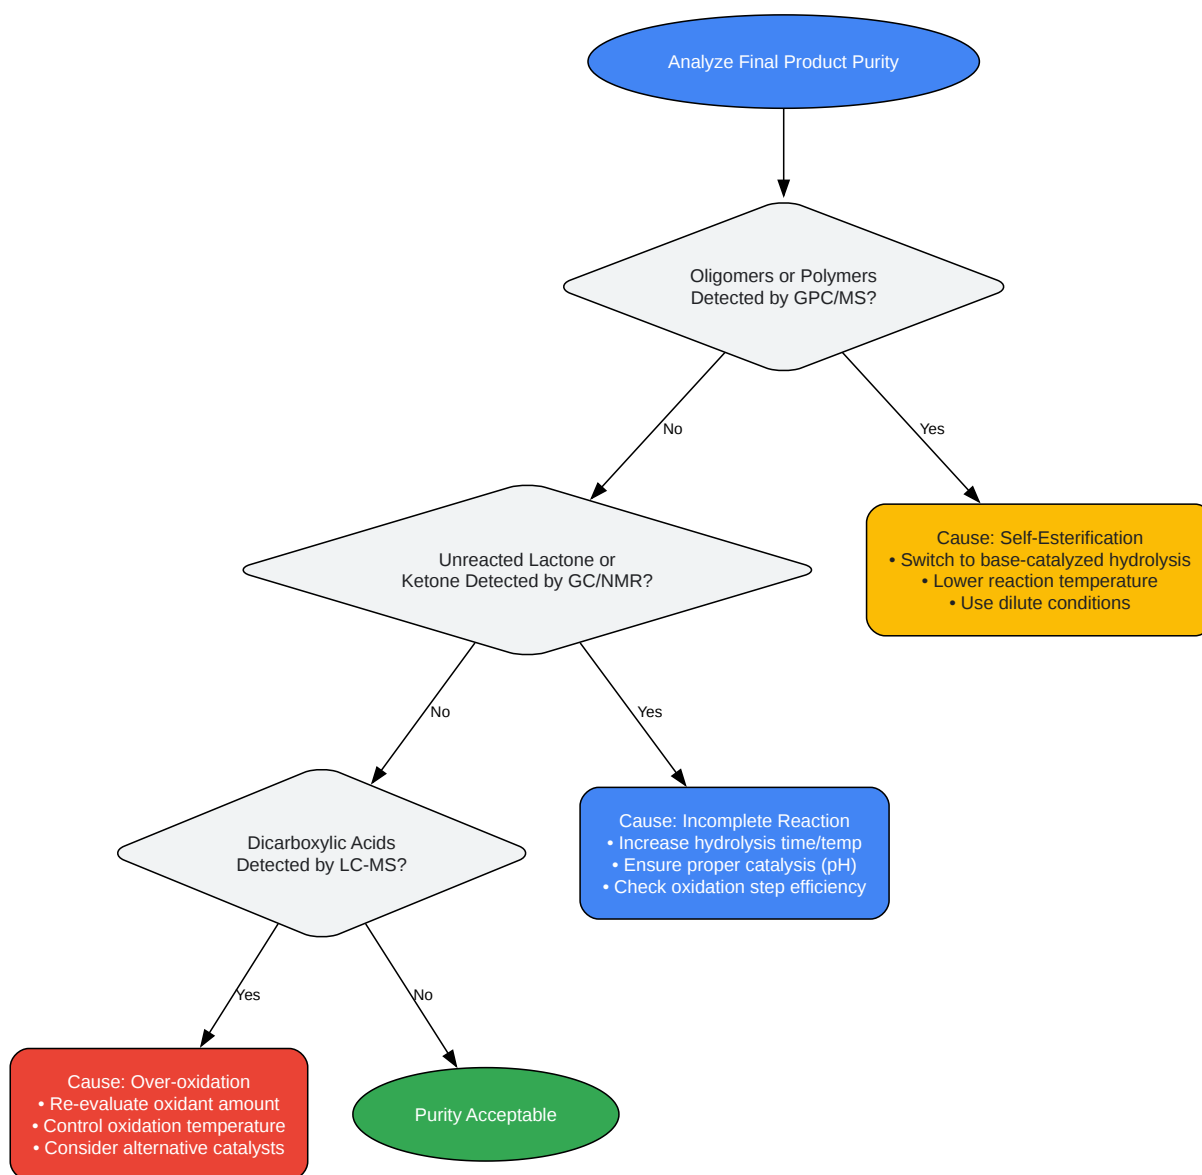 Analyze Final Product Purity
Oligomers or Polymers
Detected by GPC/MS?
No
Yes
Cause: Self-Esterification
• Switch to base-catalyzed hydrolysis
• Lower reaction temperature
• Use dilute conditions
Unreacted Lactone or
Ketone Detected by GC/NMR?
No
Yes
Cause: Incomplete Reaction
• Increase hydrolysis time/temp
• Ensure proper catalysis (pH)
• Check oxidation step efficiency
Dicarboxylic Acids
Detected by LC-MS?
Yes
No
Cause: Over-oxidation
• Re-evaluate oxidant amount
• Control oxidation temperature
• Consider alternative catalysts
Purity Acceptable